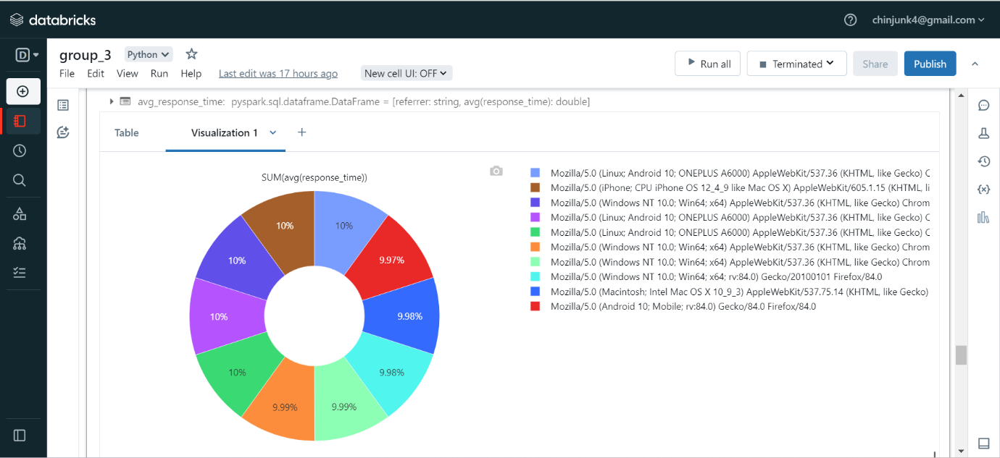 databricks
chinjunk4@gmail.com
D
group_3 Python
File Edit View Run Help Last edit was 17 hours ago New cell UI: OFF
Run all Terminated Share Publish
avg_response_time: pyspark.sql.dataframe.DataFrame = [referrer: string, avg(response_time): double]
Table Visualization 1 +
SUM(avg(response_time))
10%
10%
9.97%
10%
9.98%
10%
9.98%
10%
9.99%
9.99%
Mozilla/5.0 (Linux; Android 10; ONEPLUS A6000) AppleWebKit/537.36 (KHTML, like Gecko) C
Mozilla/5.0 (iPhone; CPU iPhone OS 12_4_9 like Mac OS X) AppleWebKit/605.1.15 (KHTML, li
Mozilla/5.0 (Windows NT 10.0; Win64; x64) AppleWebKit/537.36 (KHTML, like Gecko) Chrom
Mozilla/5.0 (Linux; Android 10; ONEPLUS A6000) AppleWebKit/537.36 (KHTML, like Gecko) C
Mozilla/5.0 (Linux; Android 10; ONEPLUS A6000) AppleWebKit/537.36 (KHTML, like Gecko) C
Mozilla/5.0 (Windows NT 10.0; Win64; x64) AppleWebKit/537.36 (KHTML, like Gecko) Chrom
Mozilla/5.0 (Windows NT 10.0; Win64; x64) AppleWebKit/537.36 (KHTML, like Gecko) Chrom
Mozilla/5.0 (Windows NT 10.0; Win64; x64; rv:84.0) Gecko/20100101 Firefox/84.0
Mozilla/5.0 (Macintosh; Intel Mac OS X 10_9_3) AppleWebKit/537.75.14 (KHTML, like Gecko)
Mozilla/5.0 (Android 10; Mobile; rv:84.0) Gecko/84.0 Firefox/84.0